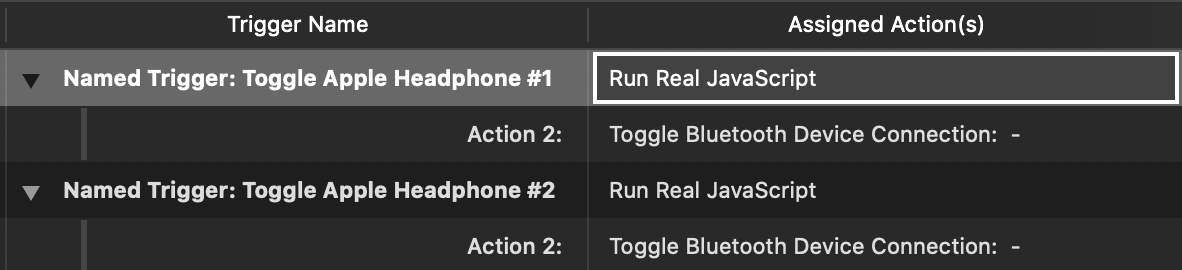 Trigger Name Assigned Action(s)
Named Trigger: Toggle Apple Headphone #1 Run Real JavaScript
Action 2: Toggle Bluetooth Device Connection: -
Named Trigger: Toggle Apple Headphone #2 Run Real JavaScript
Action 2: Toggle Bluetooth Device Connection: -